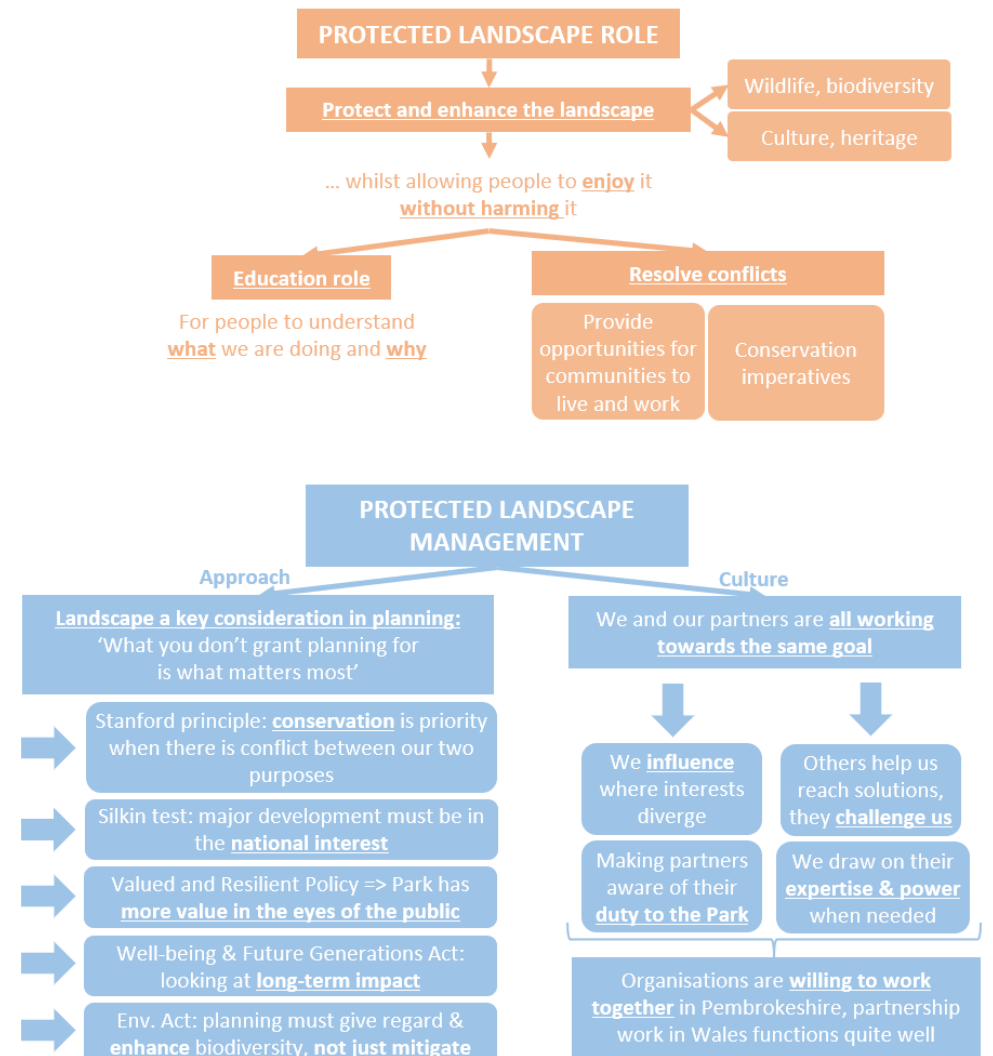 PROTECTED LANDSCAPE ROLE
Protect and enhance the landscape
Wildlife, biodiversity
Culture, heritage
... whilst allowing people to enjoy it
without harming it
Education role
For people to understand
what we are doing and why
Resolve conflicts
Provide
opportunities for
communities to
live and work
Conservation
imperatives
PROTECTED LANDSCAPE
MANAGEMENT
Approach
Landscape a key consideration in planning:
‘What you don’t grant planning for
is what matters most’
Stanford principle: conservation is priority
when there is conflict between our two
purposes
Silkin test: major development must be in
the national interest
Valued and Resilient Policy => Park has
more value in the eyes of the public
Well-being & Future Generations Act:
looking at long-term impact
Env. Act: planning must give regard &
enhance biodiversity, not just mitigate
Culture
We and our partners are all working
towards the same goal
We influence
where interests
diverge
Making partners
aware of their
duty to the Park
Others help us
reach solutions,
they challenge us
We draw on their
expertise & power
when needed
Organisations are willing to work
together in Pembrokeshire, partnership
work in Wales functions quite well